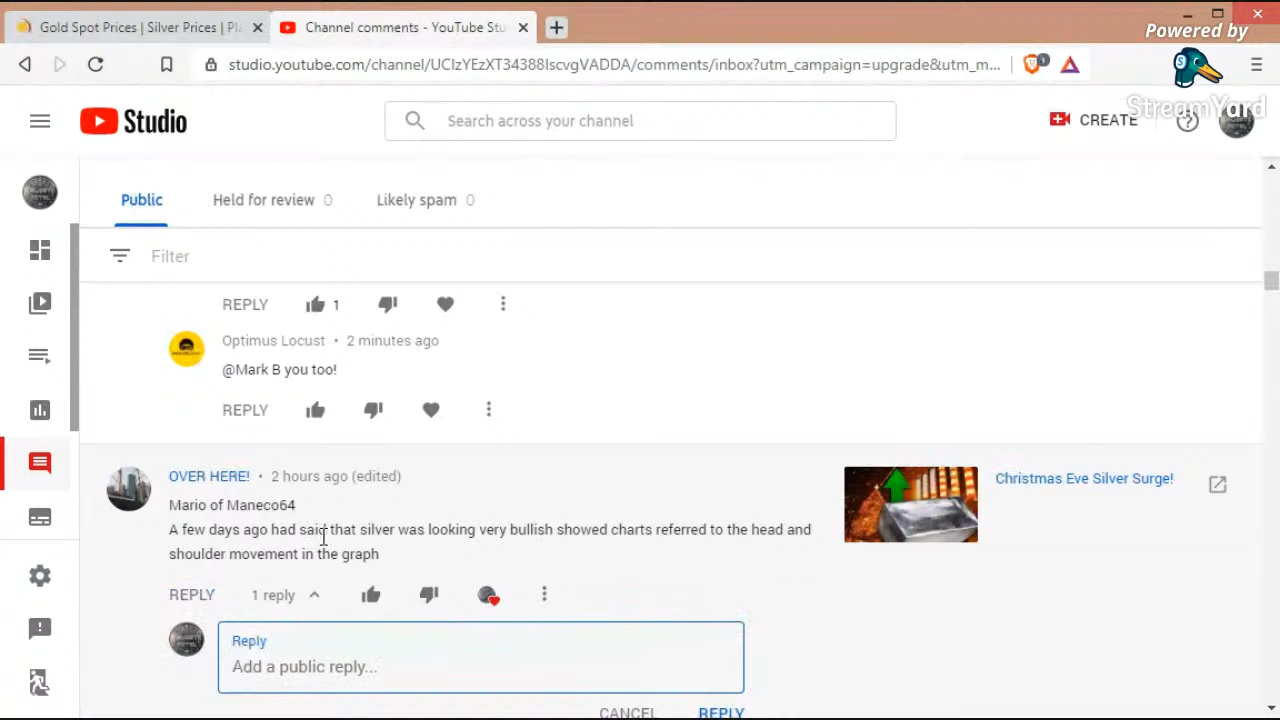 Gold Spot Prices | Silver Prices | Pla
Channel comments - YouTube Stu
Powered by
studio.youtube.com/channel/UCIzYEzXT34388IscvgVADDA/comments/inbox?utm_campaign=upgrade&utm_m...
StreamYard
Studio
Search across your channel
CREATE
Public
Held for review 0
Likely spam 0
Filter
REPLY 1
Optimus Locust • 2 minutes ago
@Mark B you too!
REPLY
OVER HERE! • 2 hours ago (edited)
Mario of Maneco64
A few days ago had said that silver was looking very bullish showed charts referred to the head and
shoulder movement in the graph
Christmas Eve Silver Surge!
REPLY 1 reply
Reply
Add a public reply...
CANCEL REPLY